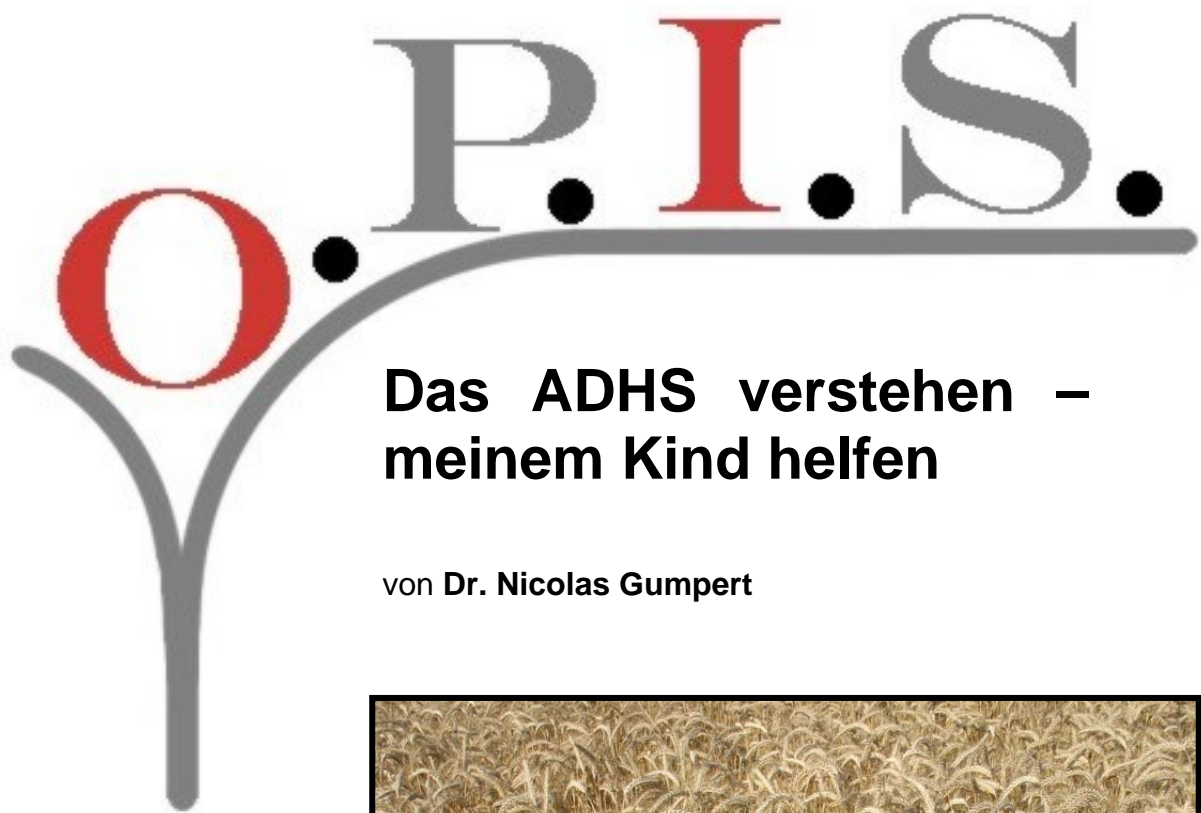 O.P.I.S.
Das ADHS verstehen –
meinem Kind helfen
von Dr. Nicolas Gumpert